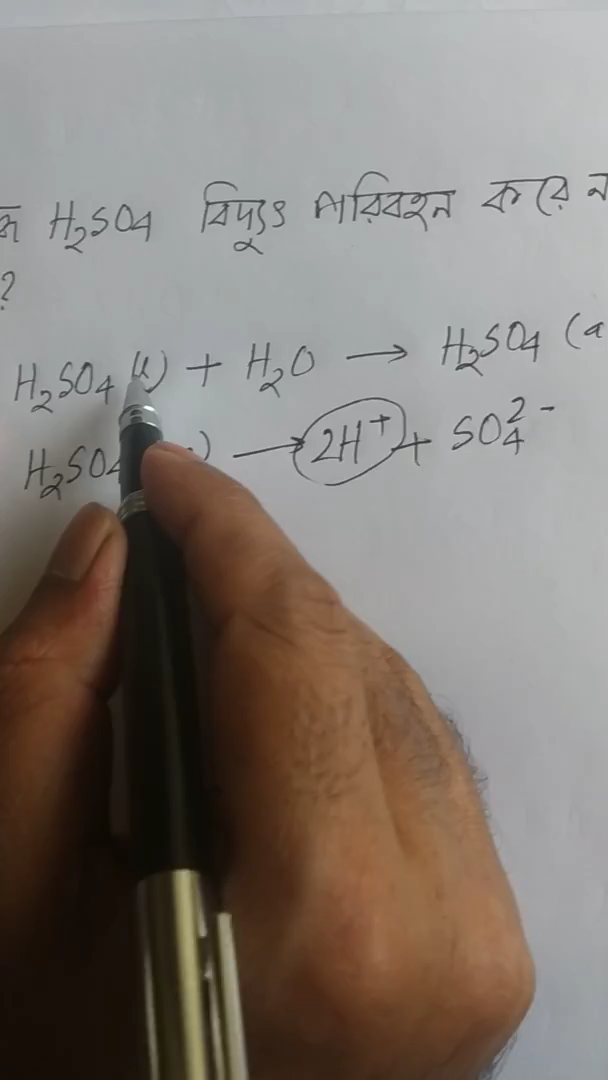 H₂SO₄ বিদ্যুৎ পরিবহন করে
?
H₂SO₄ (l) + H₂O → H₂SO₄ (a
H₂SO₄ ) → 2H⁺ + SO₄²⁻